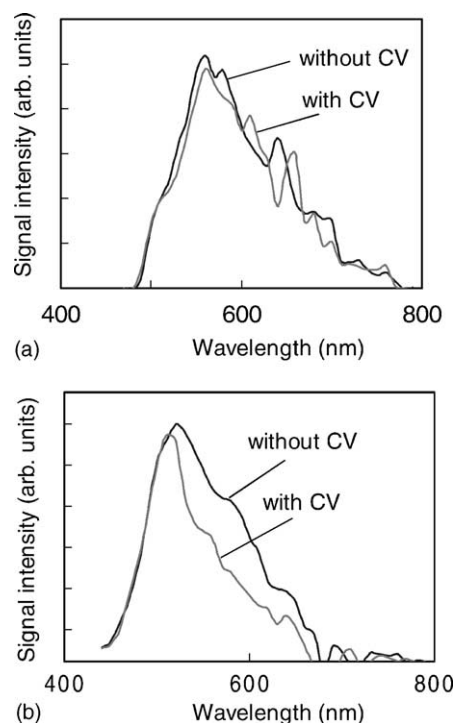 Signal intensity (arb. units)
without CV
with CV
400
600
800
(a)
Wavelength (nm)
Signal intensity (arb. units)
without CV
with CV
400
600
800
(b)
Wavelength (nm)